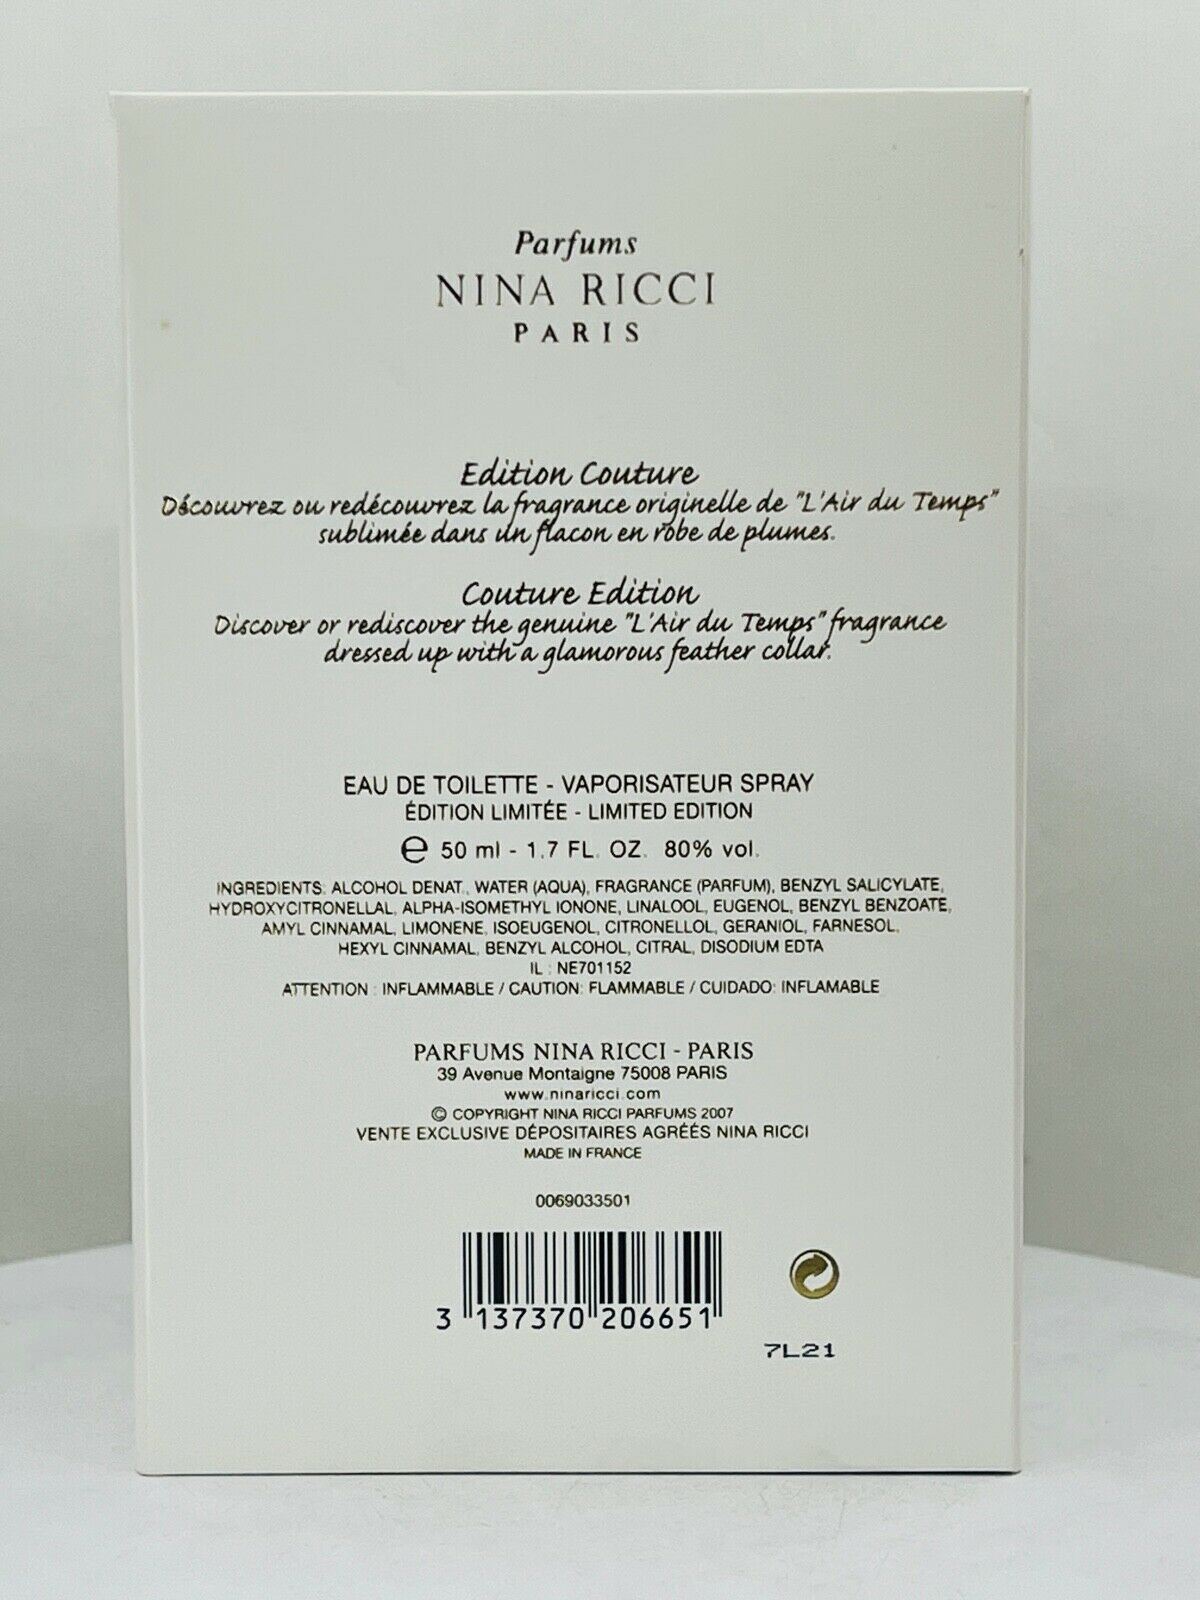 Parfums
NINA RICCI
PARIS
Edition Couture
Découvrez ou redécouvrez la fragrance originelle de "L'Air du Temps"
sublimée dans un flacon en robe de plumes.
Couture Edition
Discover or rediscover the genuine "L'Air du Temps" fragrance
dressed up with a glamorous feather collar.
EAU DE TOILETTE - VAPORISATEUR SPRAY
ÉDITION LIMITÉE - LIMITED EDITION
℮ 50 ml - 1.7 FL. OZ. 80% vol.
INGREDIENTS: ALCOHOL DENAT., WATER (AQUA), FRAGRANCE (PARFUM), BENZYL SALICYLATE,
HYDROXYCITRONELLAL, ALPHA-ISOMETHYL IONONE, LINALOOL, EUGENOL, BENZYL BENZOATE,
AMYL CINNAMAL, LIMONENE, ISOEUGENOL, CITRONELLOL, GERANIOL, FARNESOL,
HEXYL CINNAMAL, BENZYL ALCOHOL, CITRAL, DISODIUM EDTA
IL : NE701152
ATTENTION : INFLAMMABLE / CAUTION: FLAMMABLE / CUIDADO: INFLAMABLE
PARFUMS NINA RICCI - PARIS
39 Avenue Montaigne 75008 PARIS
www.ninaricci.com
© COPYRIGHT NINA RICCI PARFUMS 2007
VENTE EXCLUSIVE DÉPOSITAIRES AGRÉÉS NINA RICCI
MADE IN FRANCE
0069033501
3 137370 206651
7L21